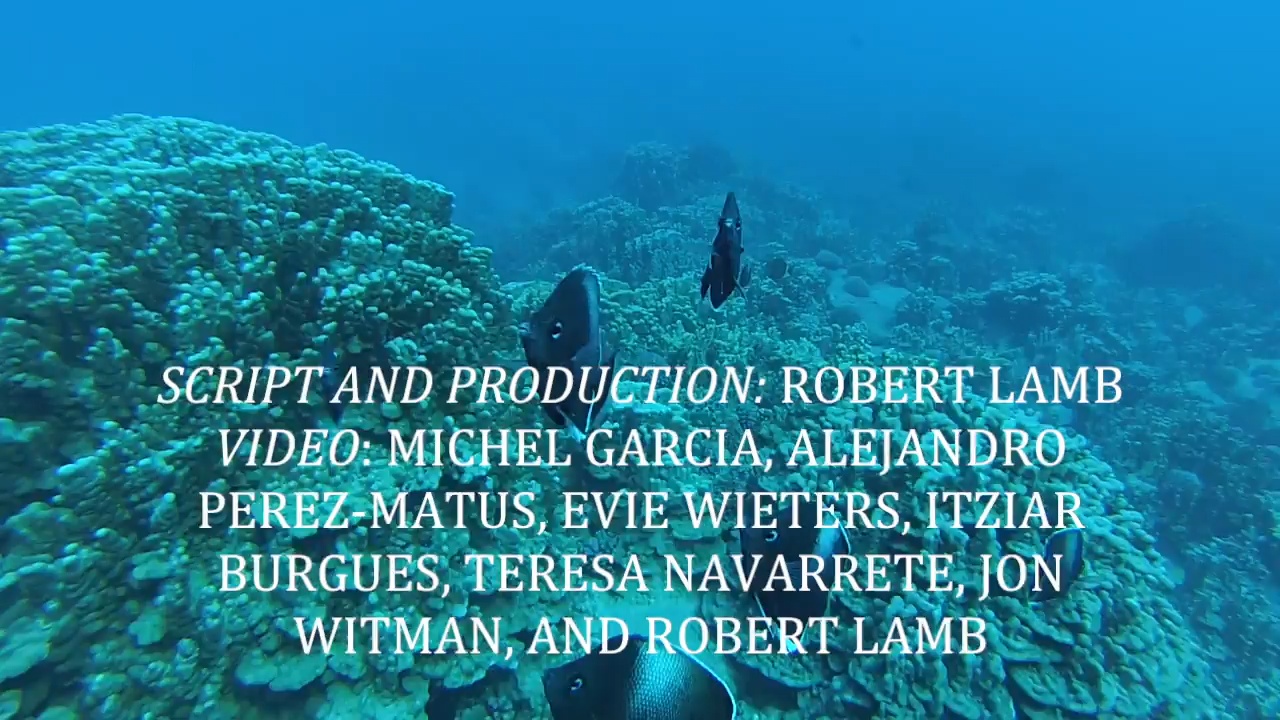 SCRIPT AND PRODUCTION: ROBERT LAMB
VIDEO: MICHEL GARCIA, ALEJANDRO
PEREZ-MATUS, EVIE WIETERS, ITZIAR
BURGUES, TERESA NAVARRETE, JON
WITMAN, AND ROBERT LAMB